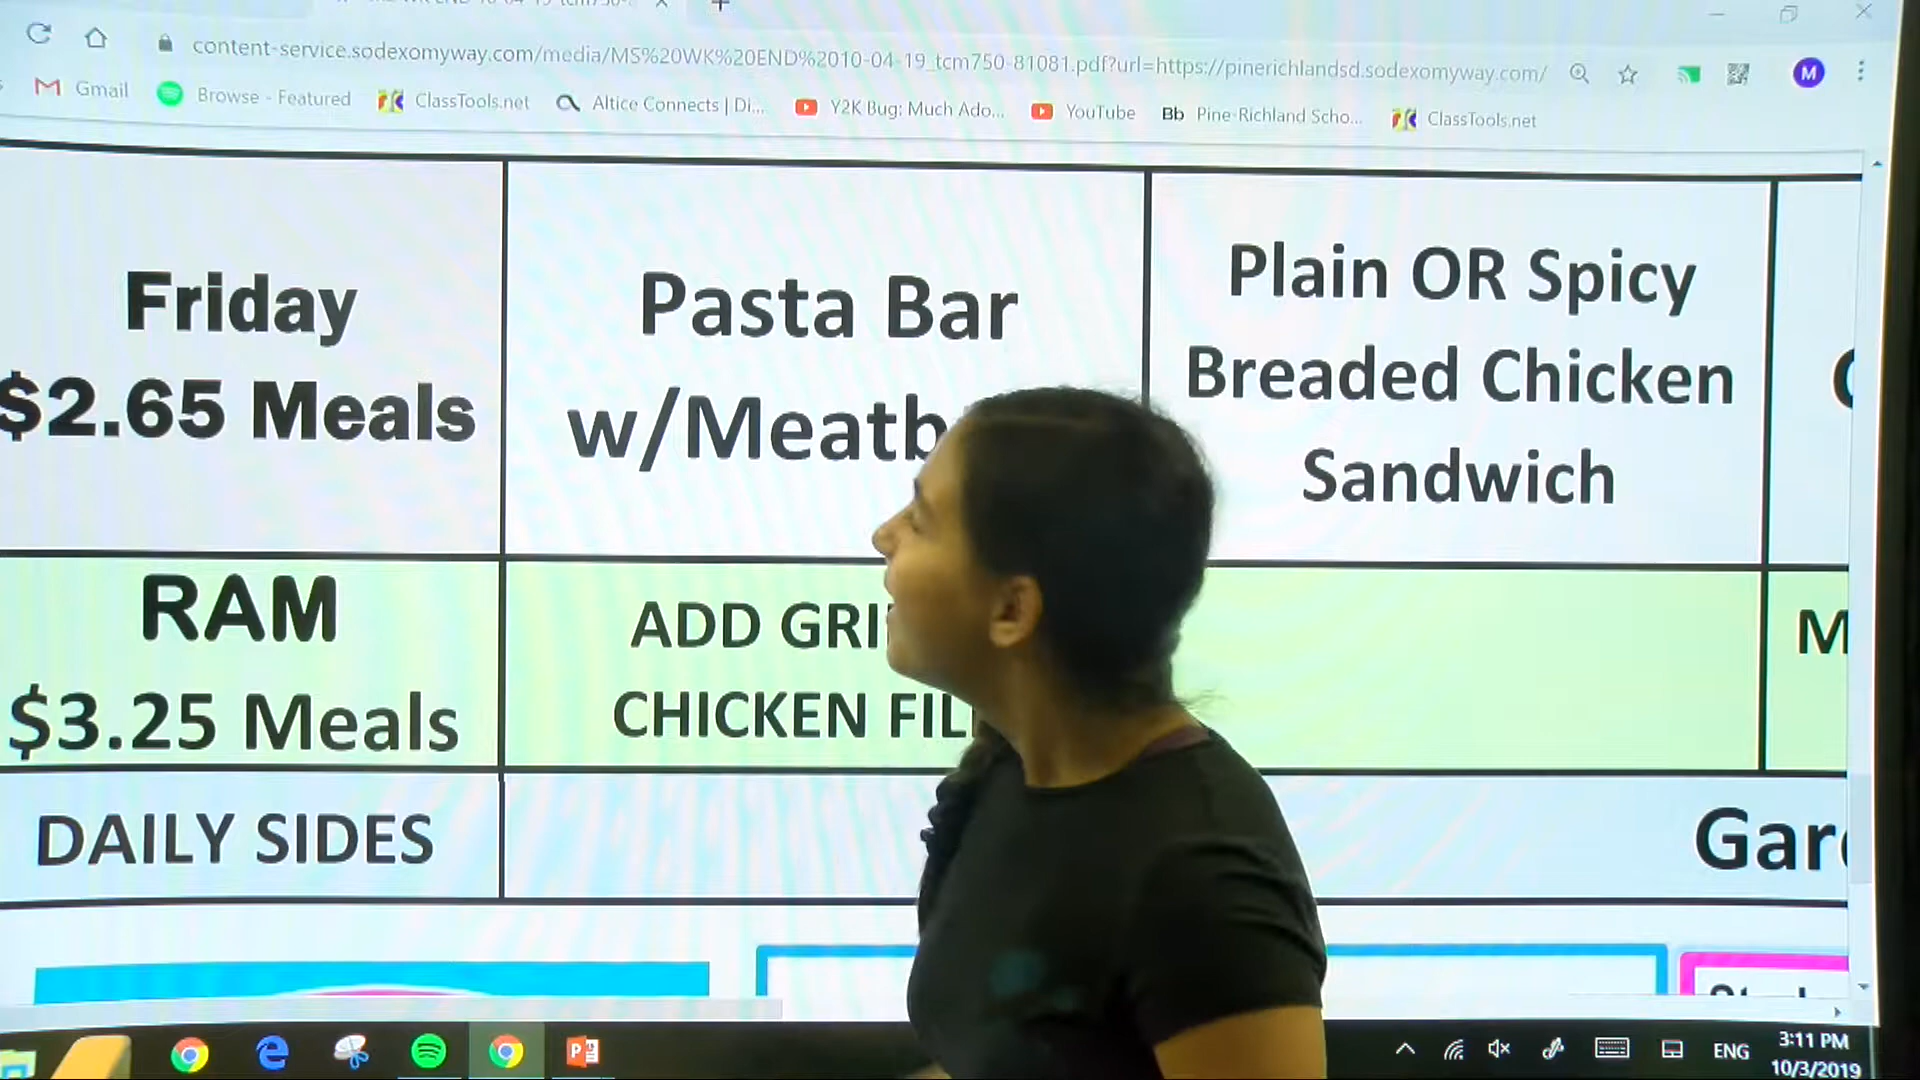 content-service.sodexomyway.com/media/MS%20WK%20END%2010-04-19_tcm750-81081.pdf?url=https://pinerichlandsd.sodexomyway.com/
M
Gmail
Browse - Featured
ClassTools.net
Altice Connects | Di...
Y2K Bug: Much Ado...
YouTube
Bb Pine-Richland Scho...
ClassTools.net
Friday
$2.65 Meals
Pasta Bar
w/Meatb
Plain OR Spicy
Breaded Chicken
Sandwich
RAM
$3.25 Meals
ADD GRI
CHICKEN FIL
M
DAILY SIDES
Gar
ENG
3:11 PM
10/3/2019